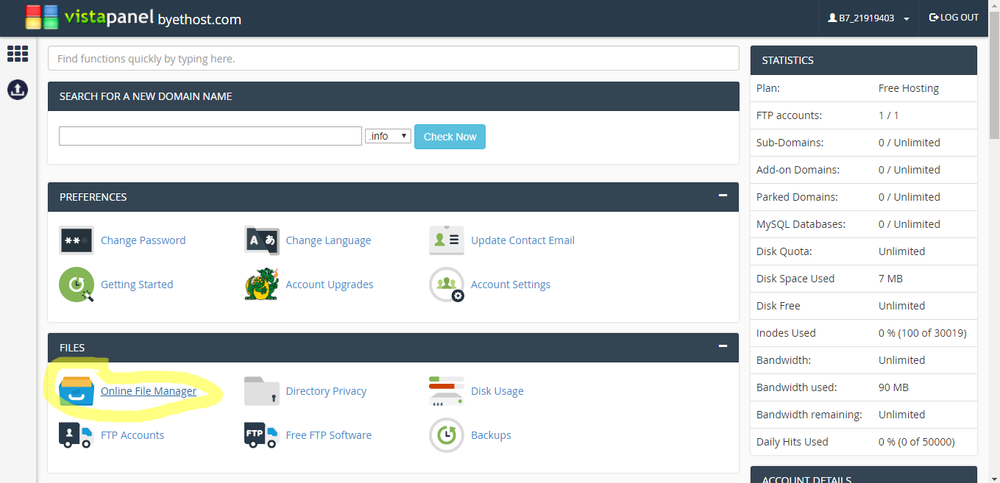 vistapanel byethost.com
B7_21919403
LOG OUT
Find functions quickly by typing here.
SEARCH FOR A NEW DOMAIN NAME
.info
Check Now
PREFERENCES
** Change Password
A あ Change Language
Update Contact Email
Getting Started
Account Upgrades
Account Settings
FILES
Online File Manager
Directory Privacy
Disk Usage
FTP Accounts
FTP Free FTP Software
Backups
STATISTICS
Plan: Free Hosting
FTP accounts: 1 / 1
Sub-Domains: 0 / Unlimited
Add-on Domains: 0 / Unlimited
Parked Domains: 0 / Unlimited
MySQL Databases: 0 / Unlimited
Disk Quota: Unlimited
Disk Space Used 7 MB
Disk Free Unlimited
Inodes Used 0 % (100 of 30019)
Bandwidth: Unlimited
Bandwidth used: 90 MB
Bandwidth remaining: Unlimited
Daily Hits Used 0 % (0 of 50000)
ACCOUNT DETAILS